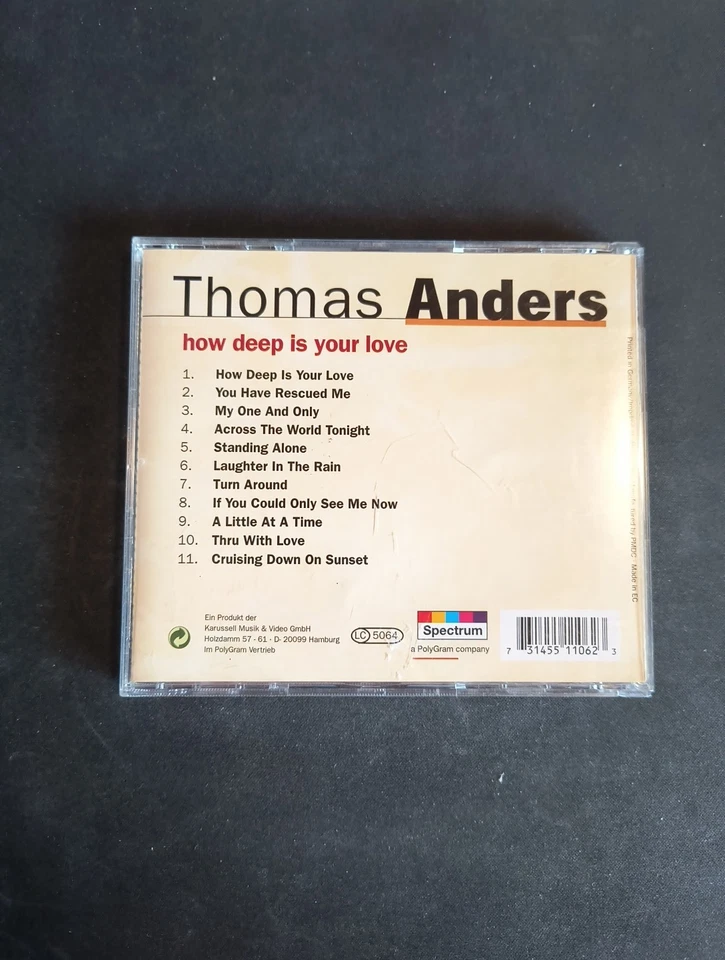 Thomas Anders
how deep is your love
1. How Deep Is Your Love
2. You Have Rescued Me
3. My One And Only
4. Across The World Tonight
5. Standing Alone
6. Laughter In The Rain
7. Turn Around
8. If You Could Only See Me Now
9. A Little At A Time
10. Thru With Love
11. Cruising Down On Sunset
Ein Produkt der
Karussell Musik & Video GmbH
Holzdamm 57 - 61 · D- 20099 Hamburg
Im PolyGram Vertrieb
LC 5064
Spectrum
a PolyGram company
7 31455 11062 3
Printed in by PMDC · Made in EC